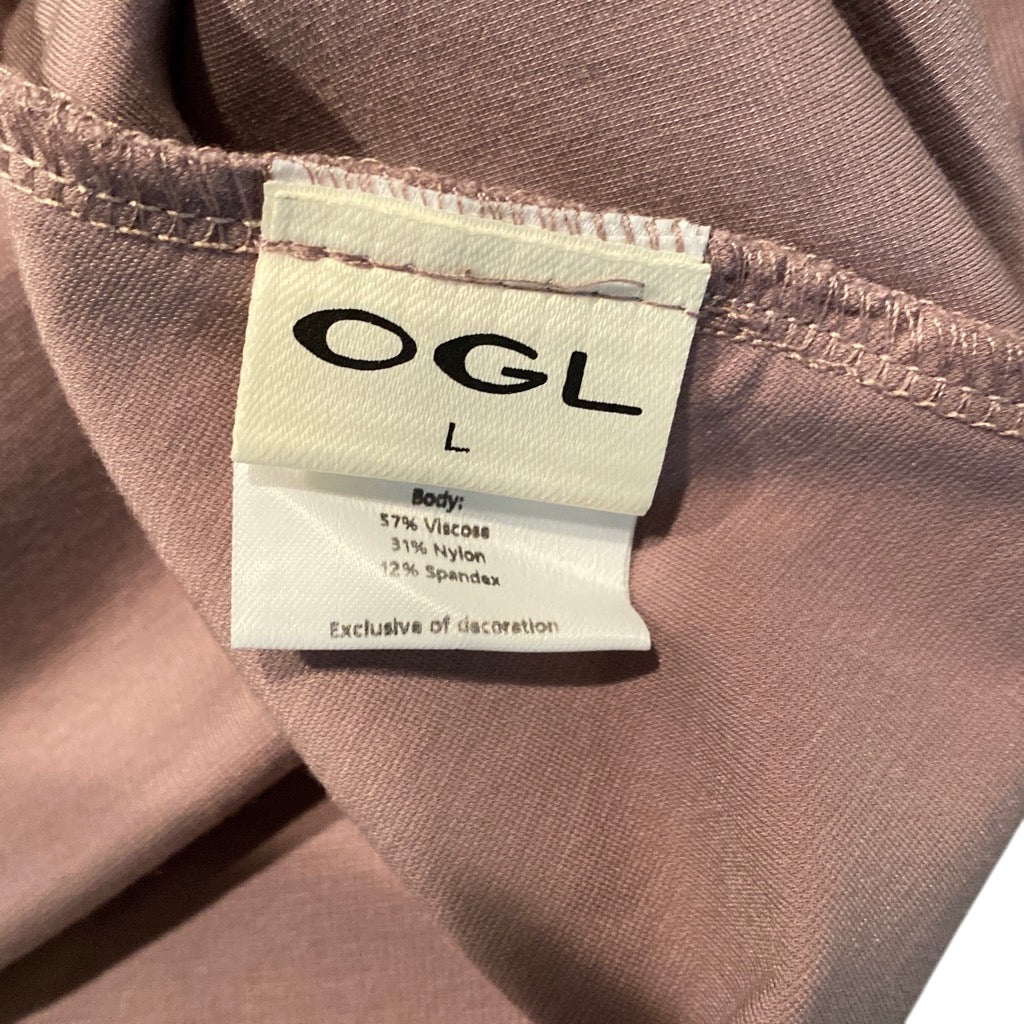 OGL
L
Body:
57% Viscose
31% Nylon
12% Spandex
Exclusive of decoration